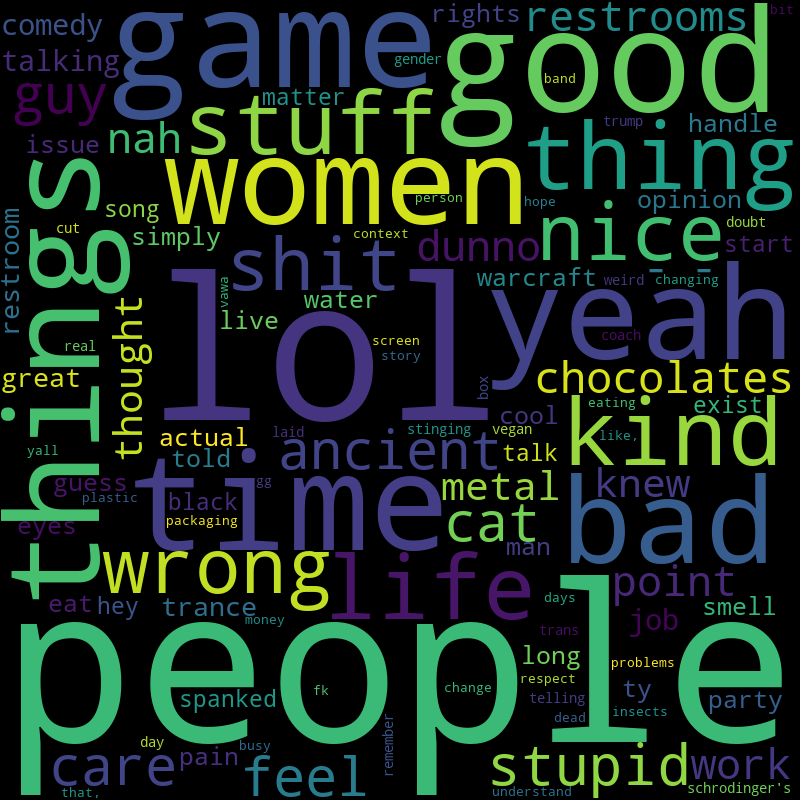 comedy
game
rights
restrooms
bit
talking
gender
good
guy
matter
band
stuff
issue
nah
trump
handle
women
thing
things
song
person
opinion
hope
restroom
cut
simply
context
nice
doubt
shit
dunno
start
vawa
water
warcraft
weird
changing
live
lol
yeah
real
thought
screen
story
coach
great
box
chocolates
actual
laid
cool
eating
exist
yall
told
ancient
stinging
vegan
kind
like,
talk
guess
time
gg
metal
knew
plastic
black
eyes
packaging
cat
man
bad
wrong
life
point
eat
hey
trance
money
days
smell
trans
job
people
long
problems
spanked
fk
change
respect
ty
party
telling
dead
insects
day
busy
remember
care
pain
feel
stupid
work
that,
understand
schrodinger's